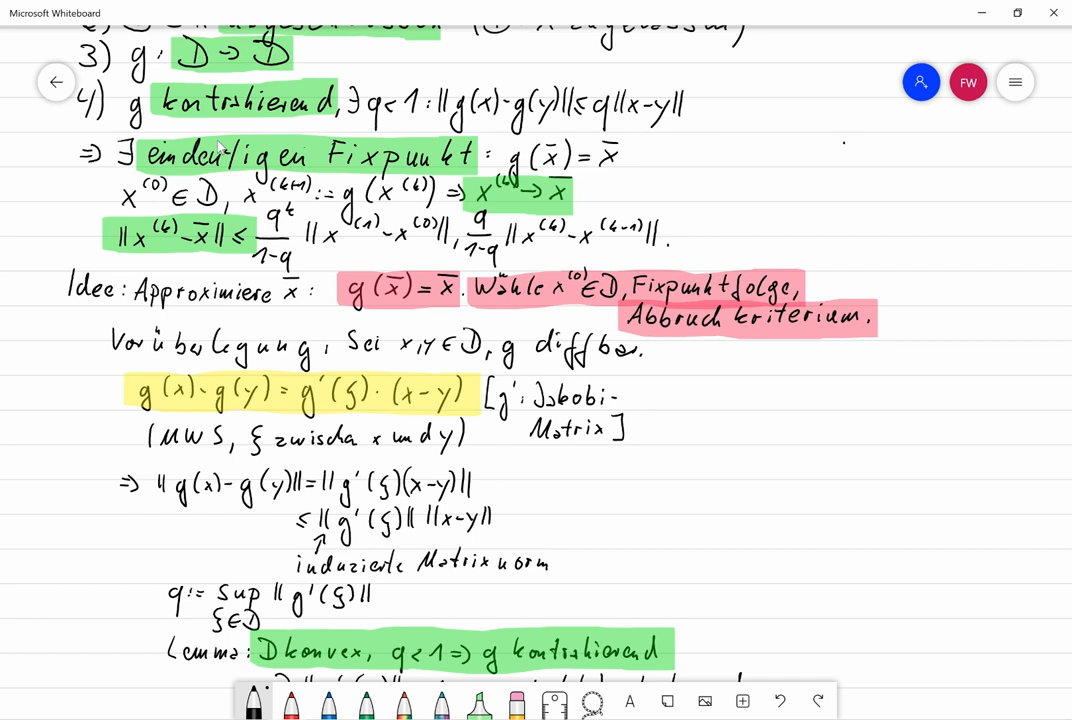 Microsoft Whiteboard
3) g : D → D
4) g kontrahierend, ∃ q < 1 : ‖g(x)-g(y)‖ ≤ q‖x-y‖
FW
⇒ ∃ eindeutigen Fixpunkt : g(x̄) = x̄
x^(0) ∈ D, x^(k+1) := g(x^(k)) ⇒ x^(k) → x̄
‖x^(k) - x̄‖ ≤ q^k/(1-q) ‖x^(1) - x^(0)‖, q/(1-q) ‖x^(k) - x^(k-1)‖.
Idee: Approximiere x̄ : g(x̄) = x̄. Wähle x^(0) ∈ D, Fixpunktfolge,
Abbruchkriterium.
Vorüberlegung, Sei x,y ∈ D, g diffbar.
g(x) - g(y) = g'(ξ) · (x-y) [g' : Jakobi-
Matrix]
(MWS, ξ zwischen x und y)
⇒ ‖g(x) - g(y)‖ = ‖g'(ξ)(x-y)‖
≤ ‖g'(ξ)‖ ‖x-y‖
↑
induzierte Matrixnorm
q := sup ‖g'(ξ)‖
ξ∈D
Lemma: D konvex, q < 1 ⇒ g kontrahierend
A